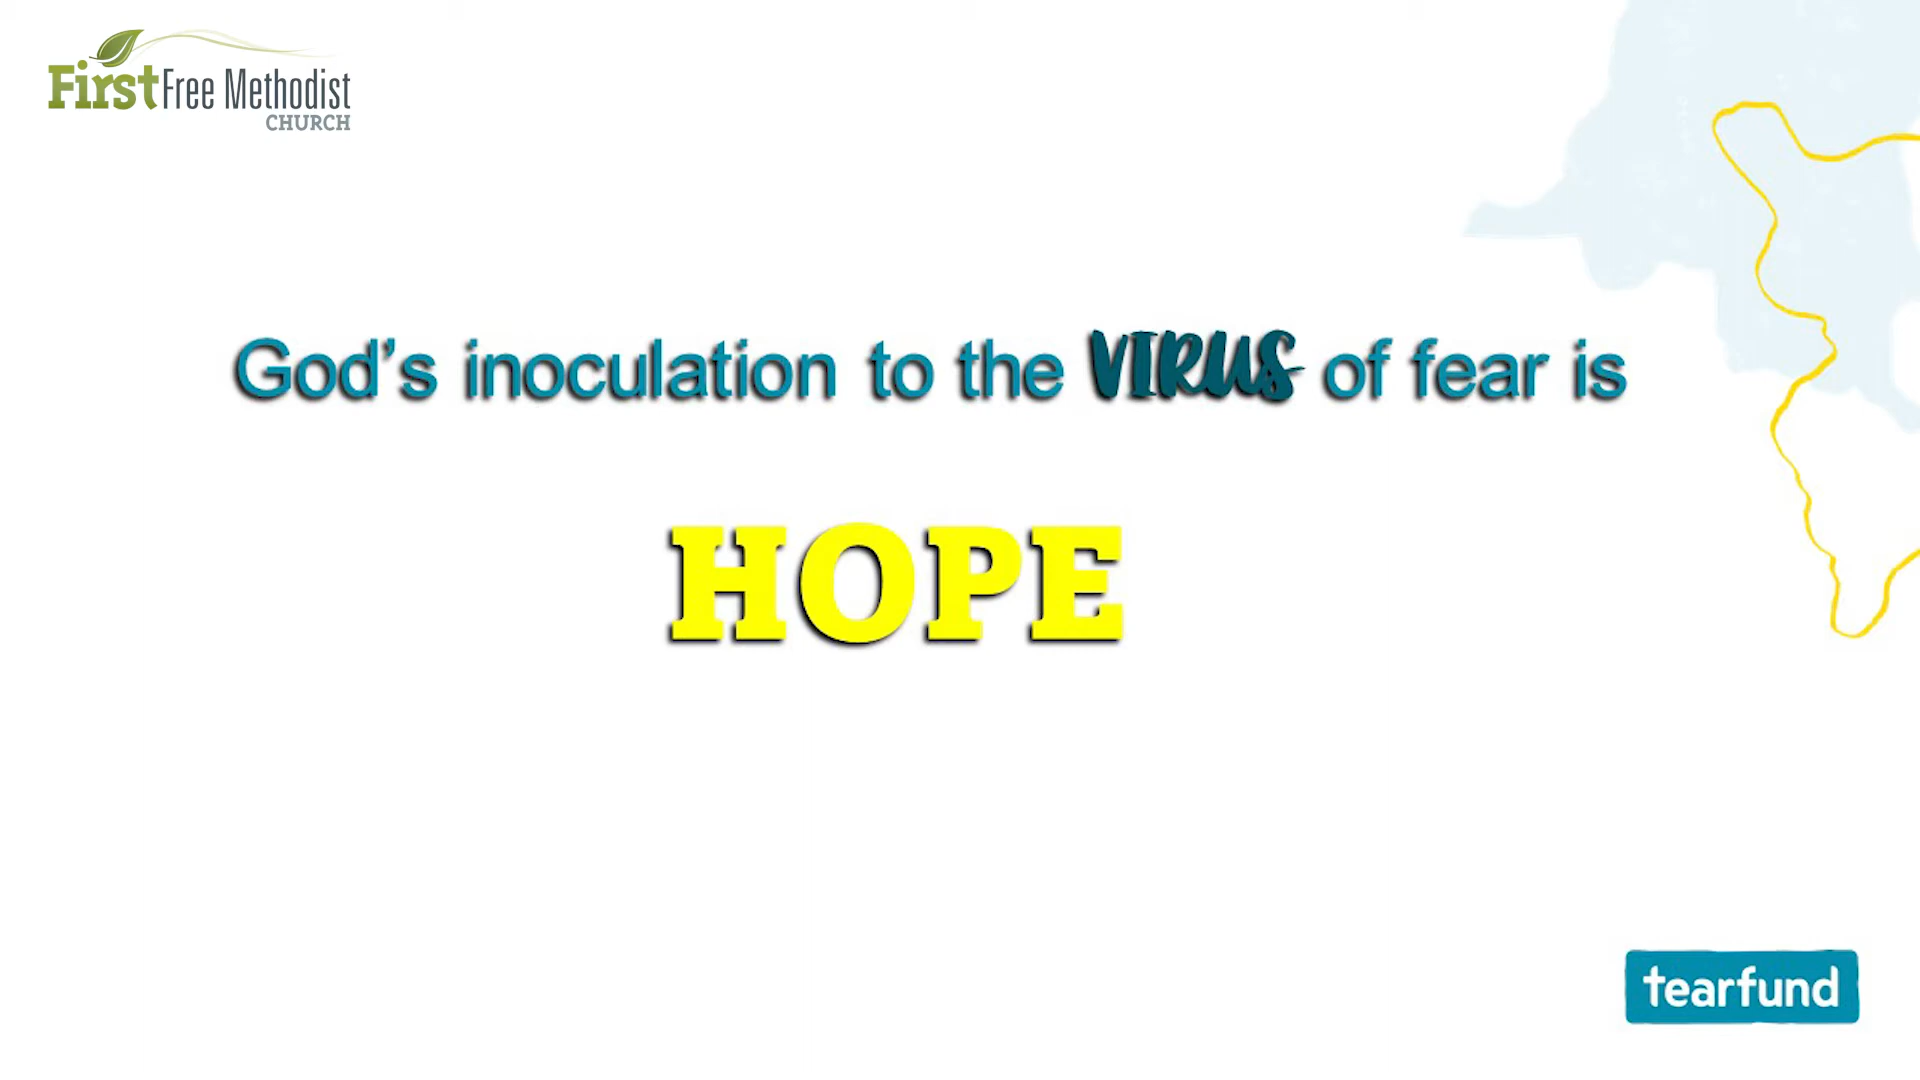 First Free Methodist
CHURCH
God's inoculation to the VIRUS of fear is
HOPE
tearfund